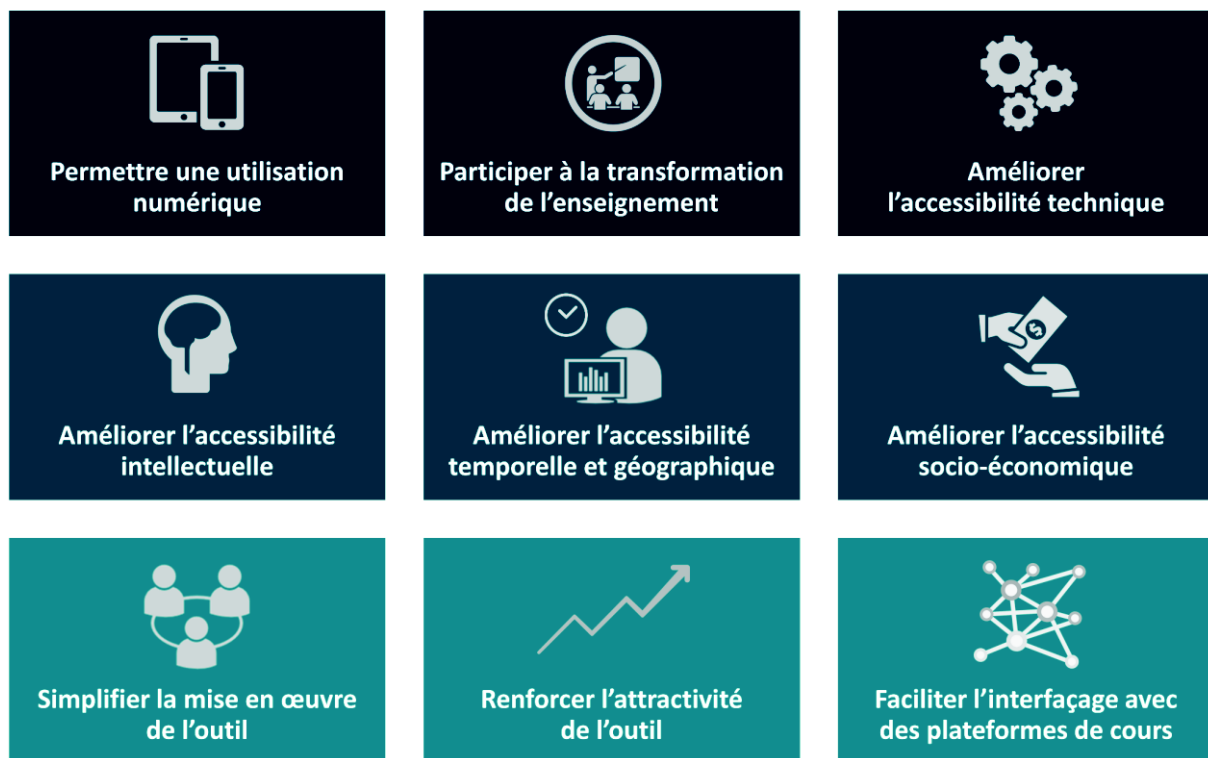 Permettre une utilisation
numérique
Participer à la transformation
de l’enseignement
Améliorer
l’accessibilité technique
Améliorer l’accessibilité
intellectuelle
Améliorer l’accessibilité
temporelle et géographique
Améliorer l’accessibilité
socio-économique
Simplifier la mise en œuvre
de l’outil
Renforcer l’attractivité
de l’outil
Faciliter l’interfaçage avec
des plateformes de cours